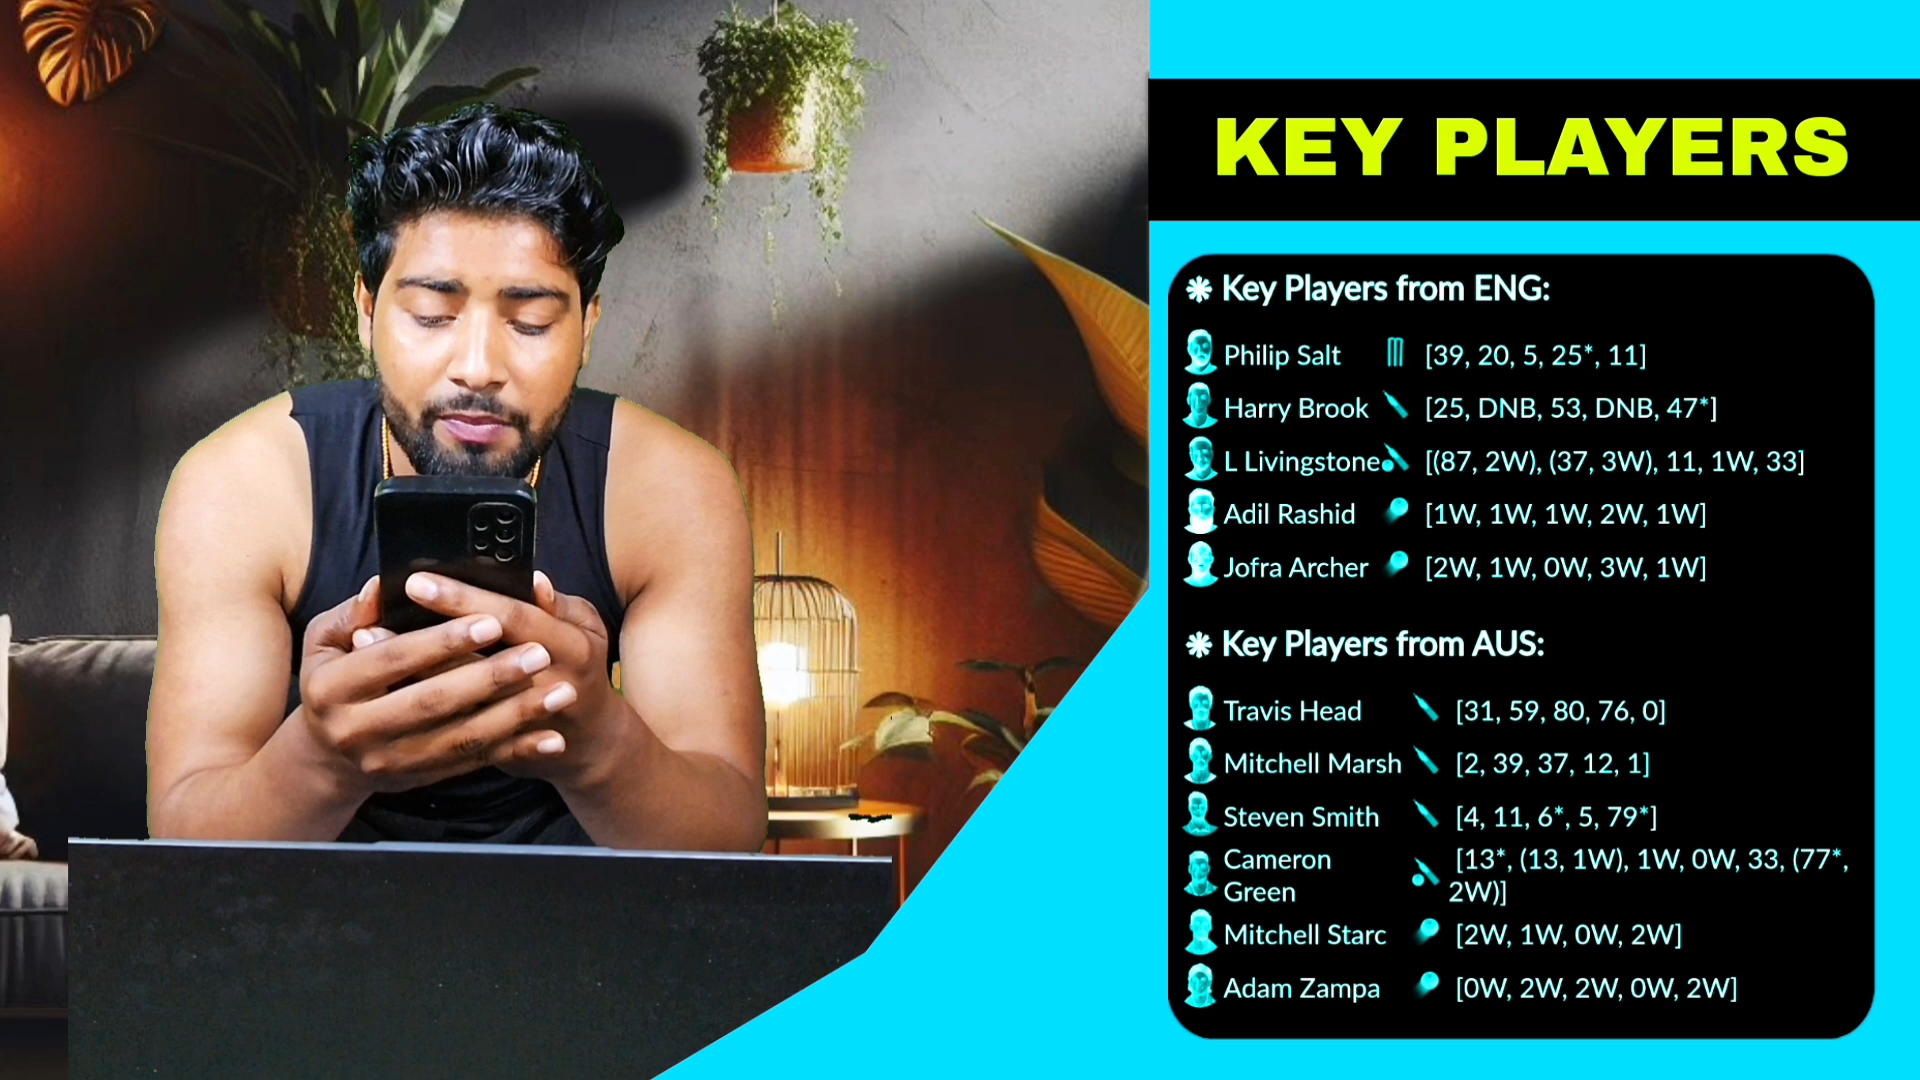 KEY PLAYERS
❋ Key Players from ENG:
Philip Salt [39, 20, 5, 25*, 11]
Harry Brook [25, DNB, 53, DNB, 47*]
L Livingstone [(87, 2W), (37, 3W), 11, 1W, 33]
Adil Rashid [1W, 1W, 1W, 2W, 1W]
Jofra Archer [2W, 1W, 0W, 3W, 1W]
❋ Key Players from AUS:
Travis Head [31, 59, 80, 76, 0]
Mitchell Marsh [2, 39, 37, 12, 1]
Steven Smith [4, 11, 6*, 5, 79*]
Cameron Green [13*, (13, 1W), 1W, 0W, 33, (77*, 2W)]
Mitchell Starc [2W, 1W, 0W, 2W]
Adam Zampa [0W, 2W, 2W, 0W, 2W]